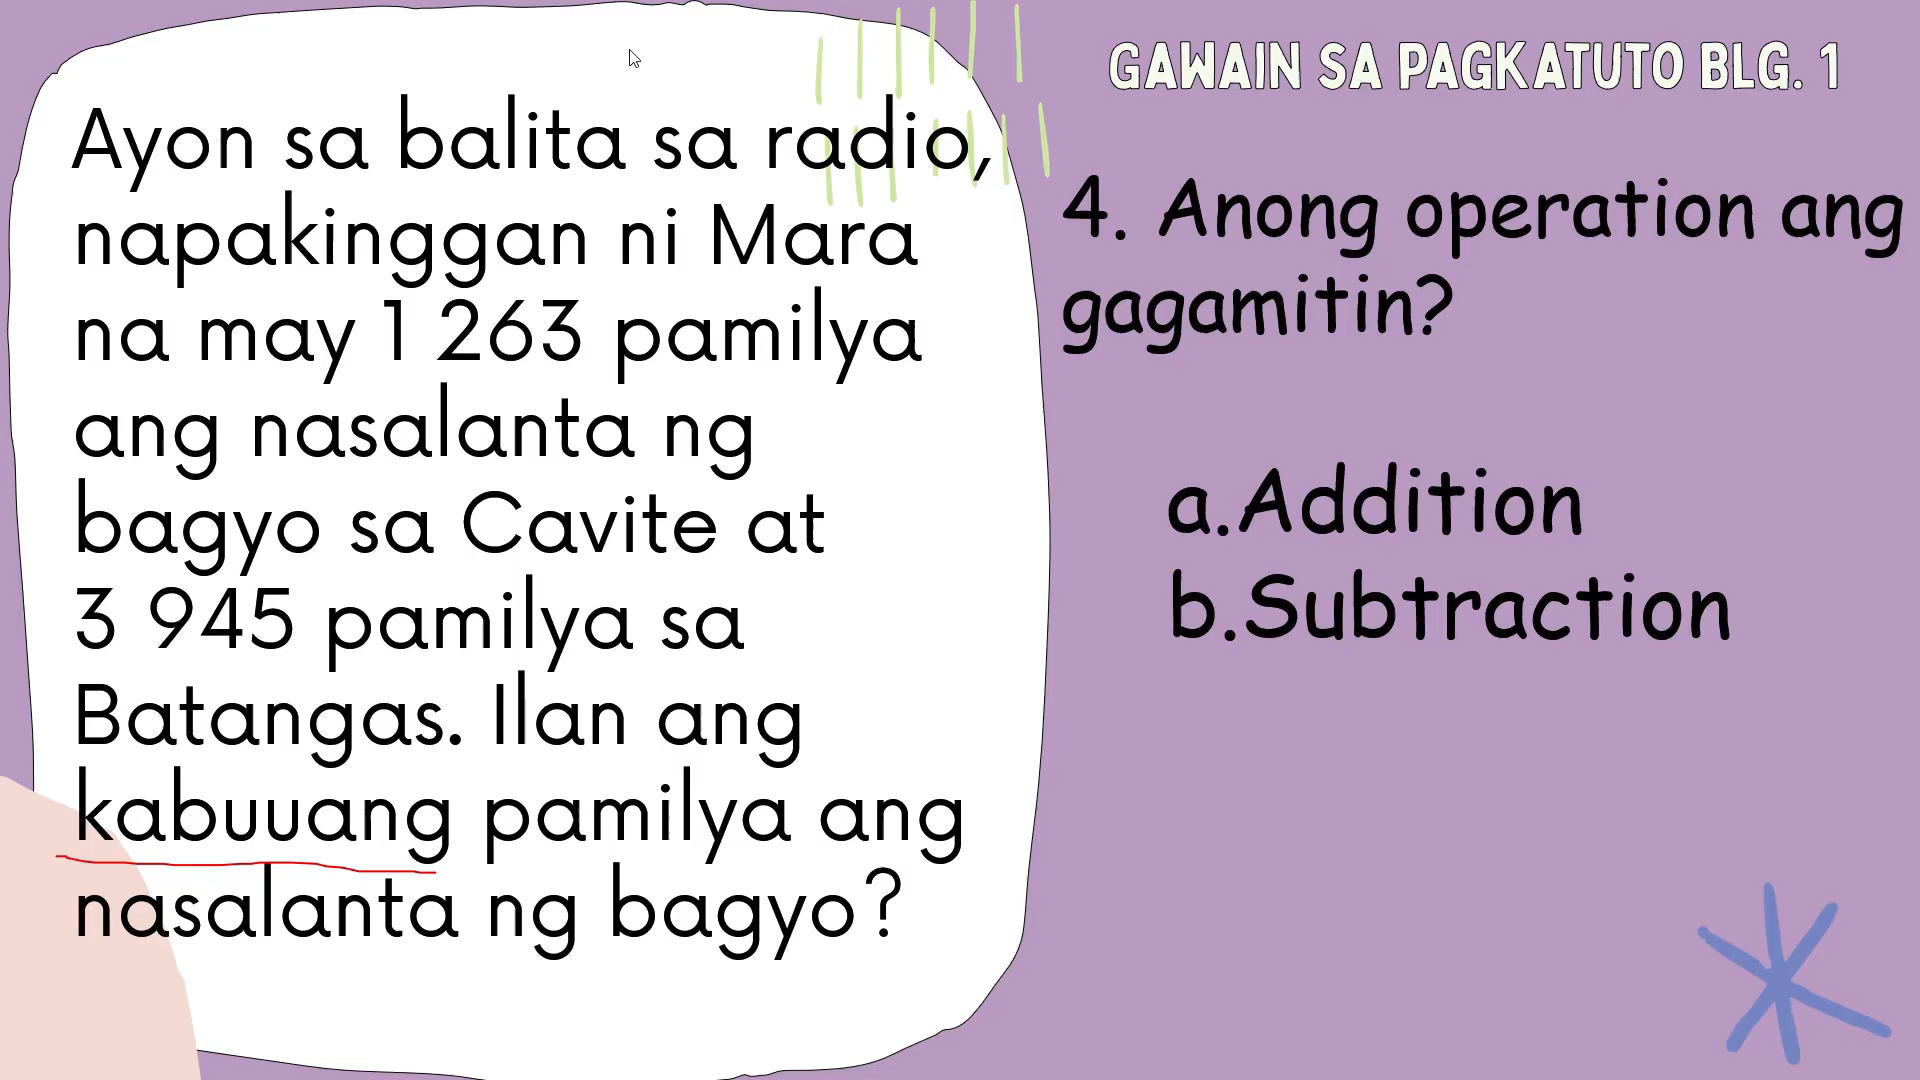 Ayon sa balita sa radio,
napakinggan ni Mara
na may 1 263 pamilya
ang nasalanta ng
bagyo sa Cavite at
3 945 pamilya sa
Batangas. Ilan ang
kabuuang pamilya ang
nasalanta ng bagyo?
GAWAIN SA PAGKATUTO BLG. 1
4. Anong operation ang
gagamitin?
a.Addition
b.Subtraction